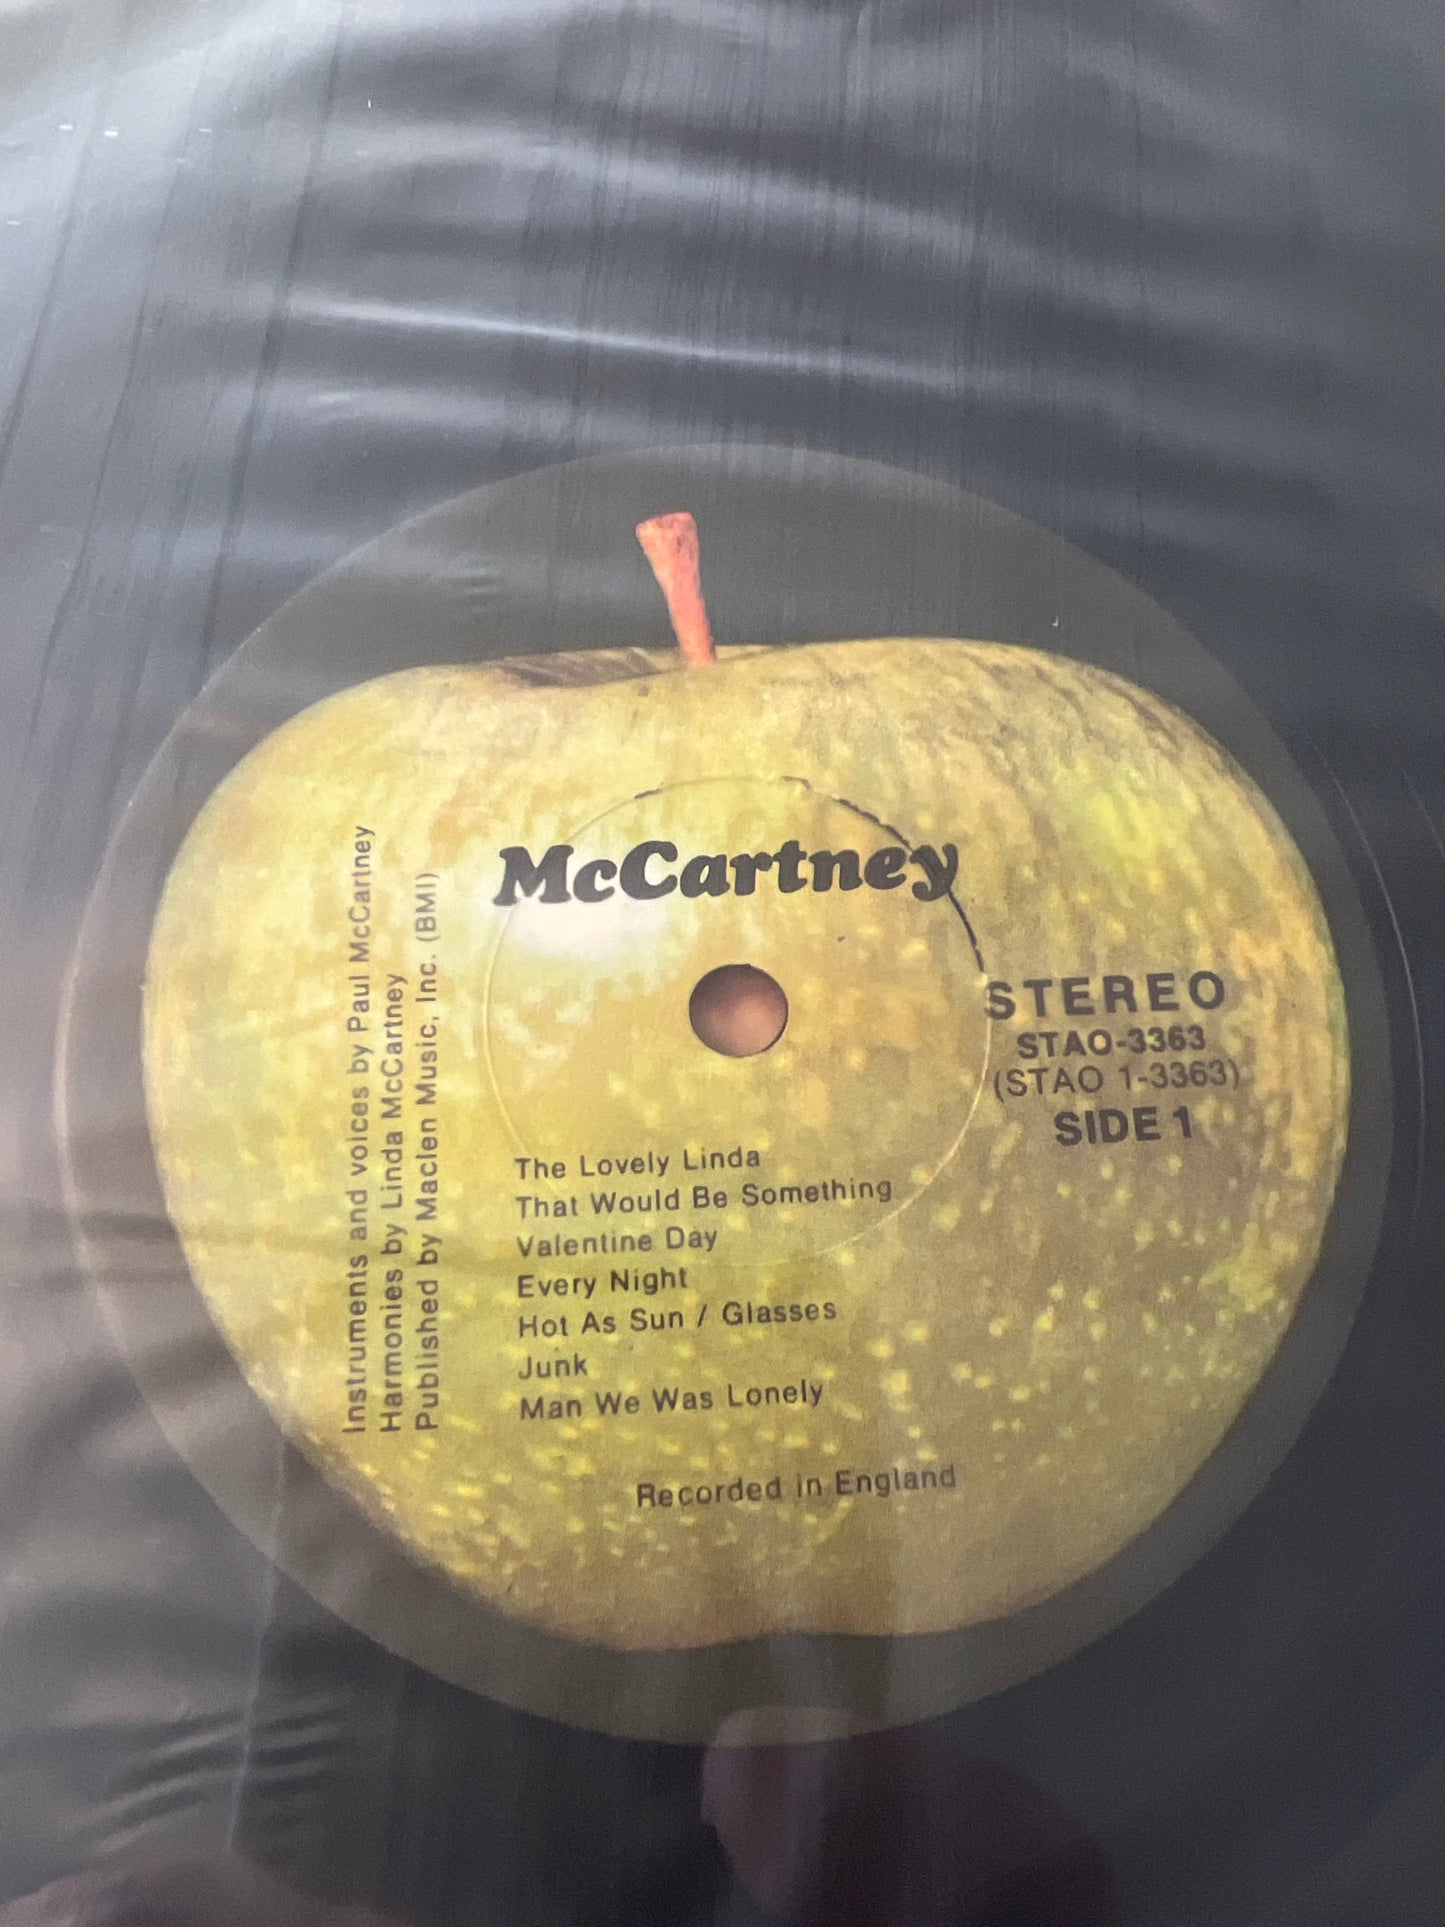 McCartney
Instruments and voices by Paul McCartney
Harmonies by Linda McCartney
Published by Maclen Music, Inc. (BMI)
STEREO
STAO-3363
(STAO 1-3363)
SIDE 1
The Lovely Linda
That Would Be Something
Valentine Day
Every Night
Hot As Sun / Glasses
Junk
Man We Was Lonely
Recorded in England